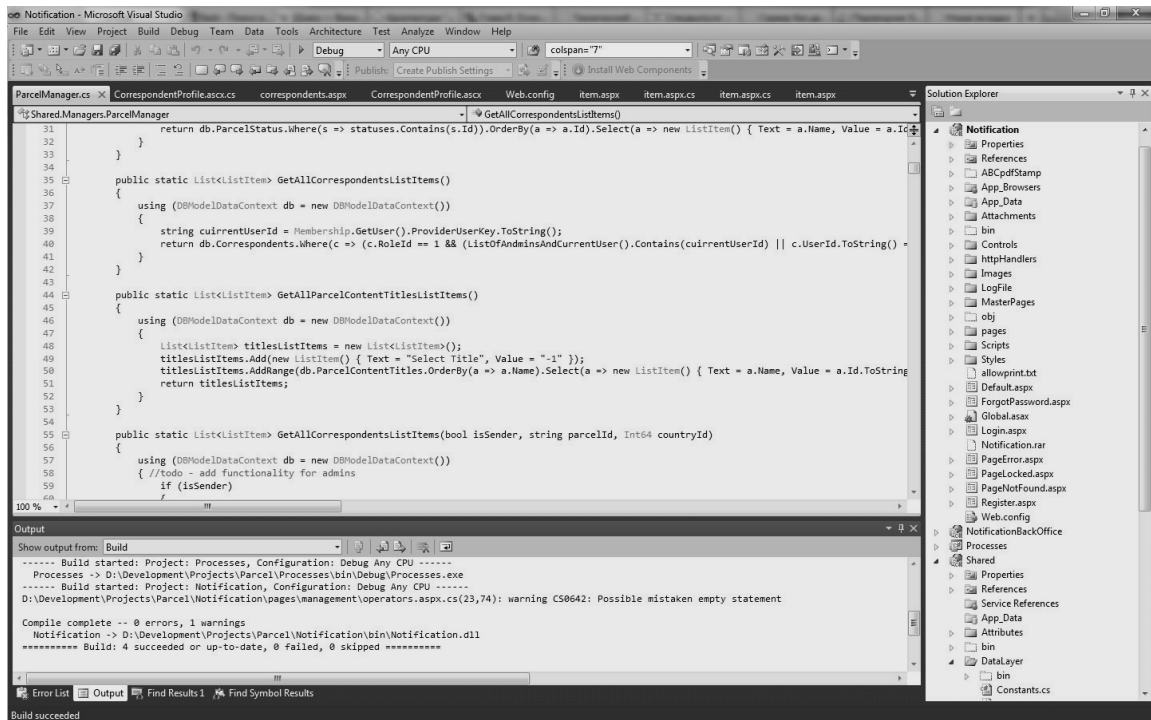 Notification - Microsoft Visual Studio
File Edit View Project Build Debug Team Data Tools Architecture Test Analyze Window Help
Debug Any CPU colspan="7"
Publish: Create Publish Settings Install Web Components
ParcelManager.cs CorrespondentProfile.ascx.cs correspondents.aspx CorrespondentProfile.ascx Web.config item.aspx item.aspx.cs item.aspx.cs item.aspx
Shared.Managers.ParcelManager GetAllCorrespondentsListItems()
31 return db.ParcelStatus.Where(s => statuses.Contains(s.Id)).OrderBy(a => a.Id).Select(a => new ListItem() { Text = a.Name, Value = a.Id
32 }
33 }
34
35 public static List<ListItem> GetAllCorrespondentsListItems()
36 {
37 using (DBModelDataContext db = new DBModelDataContext())
38 {
39 string cuirrentUserId = Membership.GetUser().ProviderUserKey.ToString();
40 return db.Correspondents.Where(c => (c.RoleId == 1 && (ListOfAndminsAndCurrentUser().Contains(cuirrentUserId) || c.UserId.ToString() =
41 }
42 }
43
44 public static List<ListItem> GetAllParcelContentTitlesListItems()
45 {
46 using (DBModelDataContext db = new DBModelDataContext())
47 {
48 List<ListItem> titlesListItems = new List<ListItem>();
49 titlesListItems.Add(new ListItem() { Text = "Select Title", Value = "-1" });
50 titlesListItems.AddRange(db.ParcelContentTitles.OrderBy(a => a.Name).Select(a => new ListItem() { Text = a.Name, Value = a.Id.ToString
51 return titlesListItems;
52 }
53 }
54
55 public static List<ListItem> GetAllCorrespondentsListItems(bool isSender, string parcelId, Int64 countryId)
56 {
57 using (DBModelDataContext db = new DBModelDataContext())
58 { //todo - add functionality for admins
59 if (isSender)
60 {
100 %
Output
Show output from: Build
------ Build started: Project: Processes, Configuration: Debug Any CPU ------
Processes -> D:\Development\Projects\Parcel\Processes\bin\Debug\Processes.exe
------ Build started: Project: Notification, Configuration: Debug Any CPU ------
D:\Development\Projects\Parcel\Notification\pages\management\operators.aspx.cs(23,74): warning CS0642: Possible mistaken empty statement
Compile complete -- 0 errors, 1 warnings
Notification -> D:\Development\Projects\Parcel\Notification\bin\Notification.dll
========== Build: 4 succeeded or up-to-date, 0 failed, 0 skipped ==========
Error List Output Find Results 1 Find Symbol Results
Build succeeded
Solution Explorer
Notification
Properties
References
ABCpdfStamp
App_Browsers
App_Data
Attachments
bin
Controls
httpHandlers
Images
LogFile
MasterPages
obj
pages
Scripts
Styles
allowprint.txt
Default.aspx
ForgotPassword.aspx
Global.asax
Login.aspx
Notification.rar
PageError.aspx
PageLocked.aspx
PageNotFound.aspx
Register.aspx
Web.config
NotificationBackOffice
Processes
Shared
Properties
References
Service References
App_Data
Attributes
bin
DataLayer
bin
Constants.cs